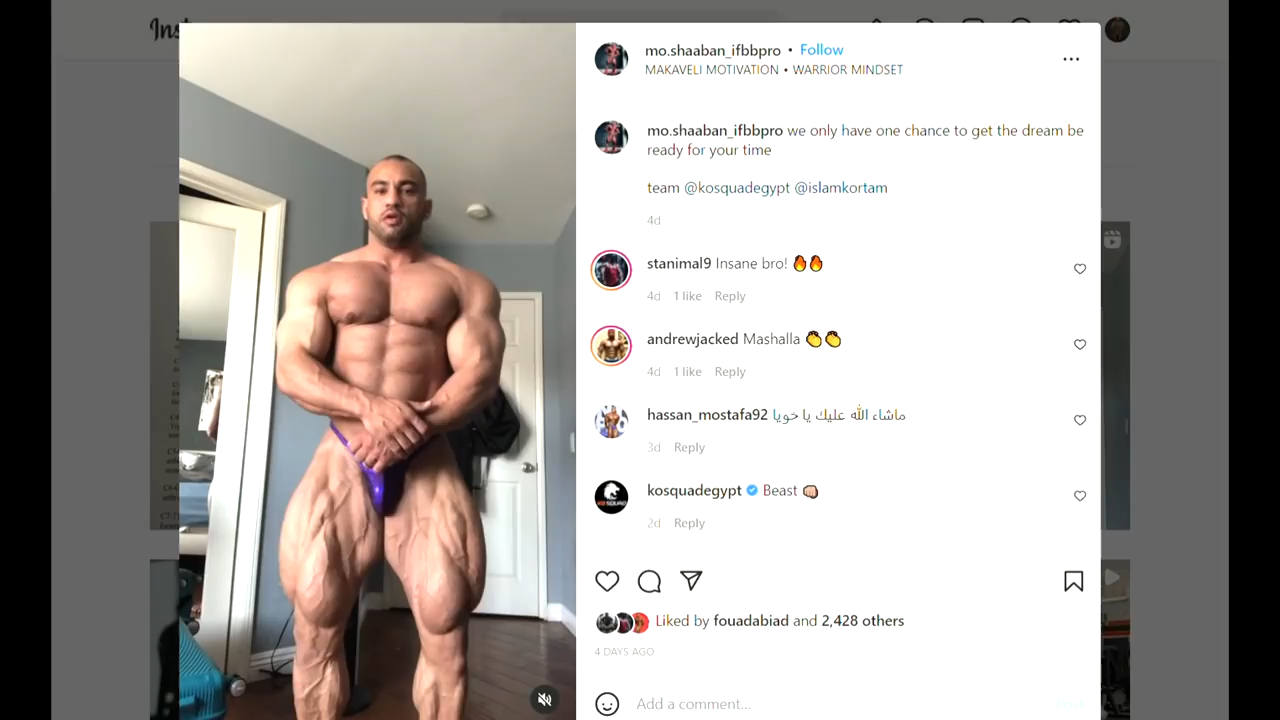 Ins
mo.shaaban_ifbbpro • Follow
MAKAVELI MOTIVATION • WARRIOR MINDSET
mo.shaaban_ifbbpro we only have one chance to get the dream be
ready for your time
team @kosquadegypt @islamkortam
4d
stanimal9 Insane bro! 🔥🔥
4d 1 like Reply
andrewjacked Mashalla 👏👏
4d 1 like Reply
hassan_mostafa92 ماشاء الله عليك يا خويا
3d Reply
kosquadegypt Beast 👊
2d Reply
Liked by fouadabiad and 2,428 others
4 DAYS AGO
Add a comment...
Post